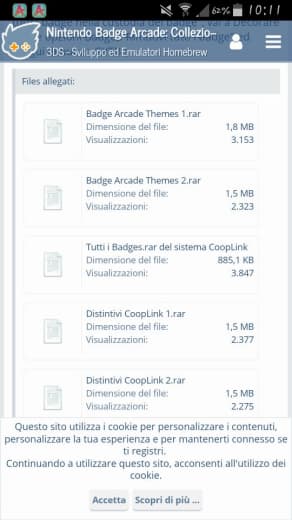 62% 10:11
badge nella custodia dei badge
vai a Decorare
Nintendo Badge Arcade: Collezio–
3DS - Sviluppo ed Emulatori Homebrew
Files allegati:
Badge Arcade Themes 1.rar
Dimensione del file: 1,8 MB
Visualizzazioni: 3.153
Badge Arcade Themes 2.rar
Dimensione del file: 1,5 MB
Visualizzazioni: 2.323
Tutti i Badges.rar del sistema CoopLink
Dimensione del file: 885,1 KB
Visualizzazioni: 3.847
Distintivi CoopLink 1.rar
Dimensione del file: 1,5 MB
Visualizzazioni: 2.377
Distintivi CoopLink 2.rar
Dimensione del file: 1,5 MB
Visualizzazioni: 2.275
Questo sito utilizza i cookie per personalizzare i contenuti,
personalizzare la tua esperienza e per mantenerti connesso se
ti registri.
Continuando a utilizzare questo sito, acconsenti all'utilizzo dei
cookie.
Accetta Scopri di più ...